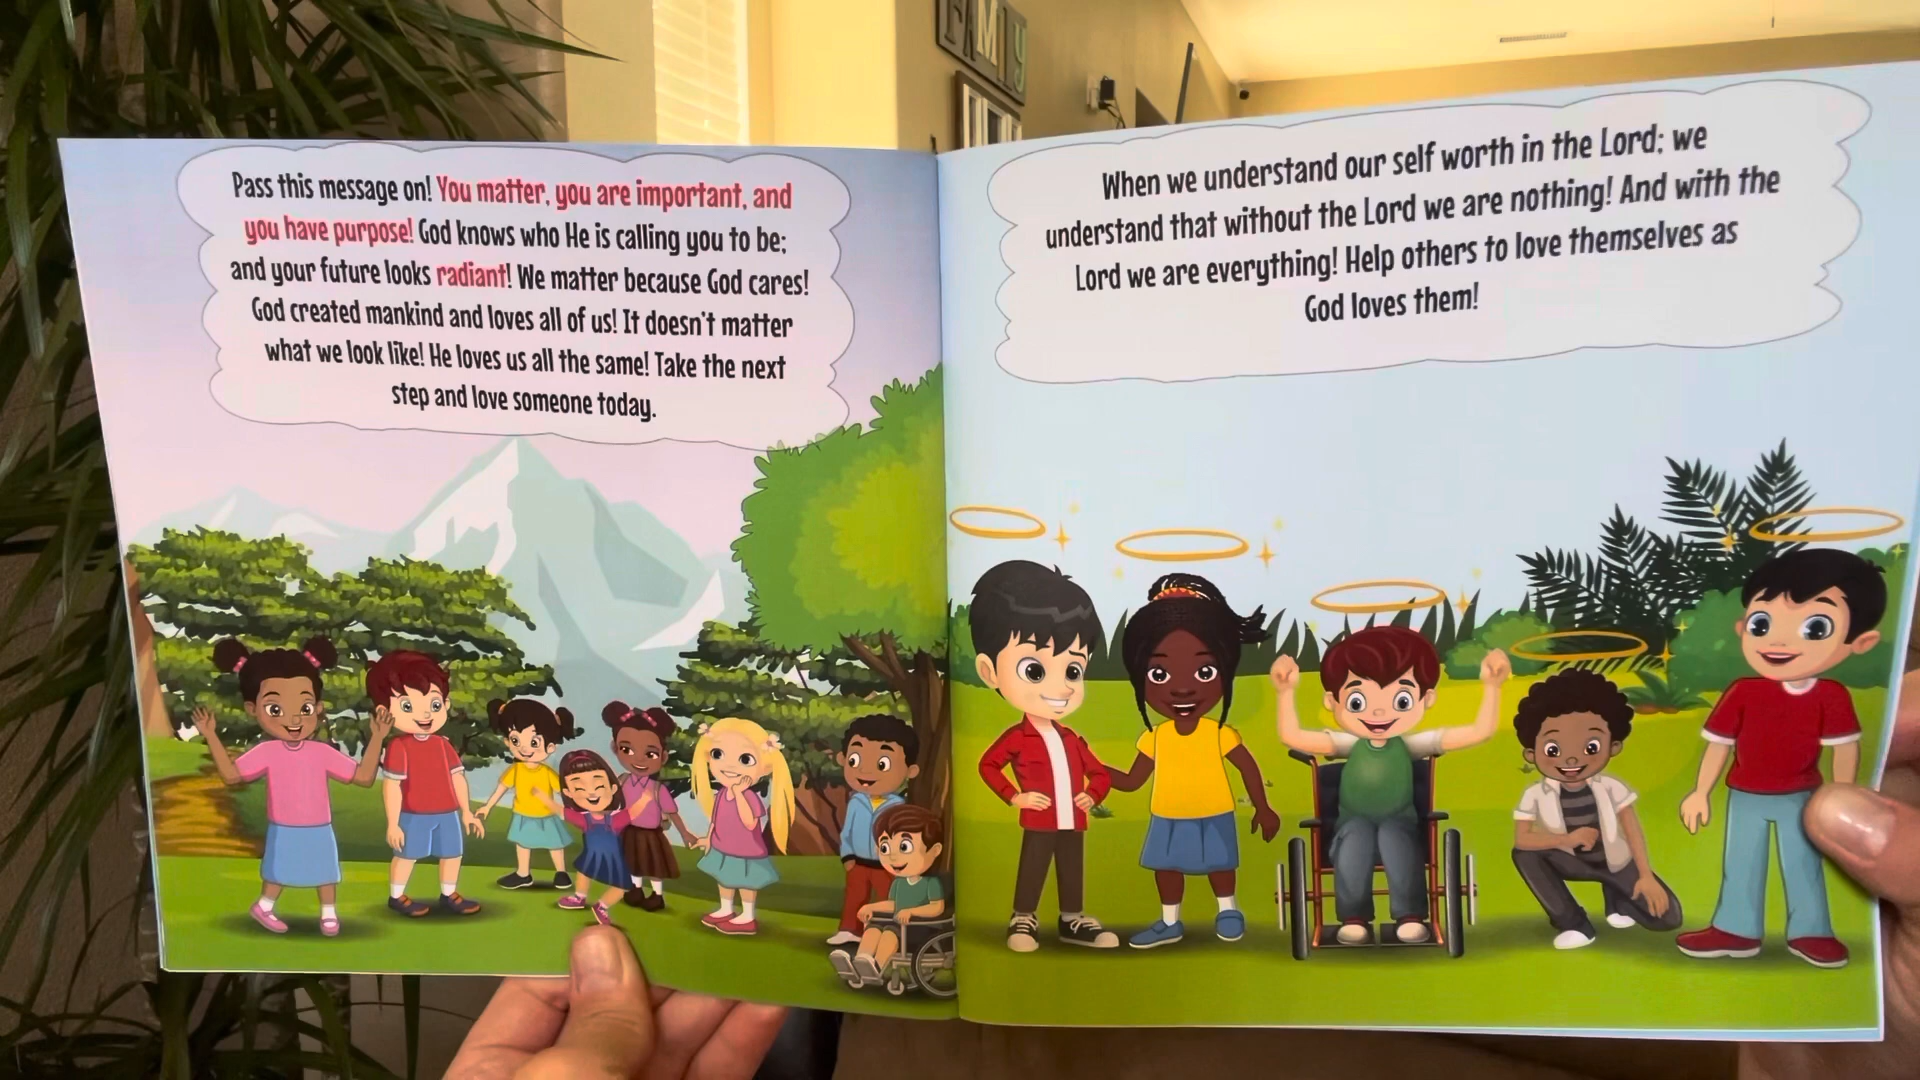 FAMILY
Pass this message on! You matter, you are important, and
you have purpose! God knows who He is calling you to be;
and your future looks radiant! We matter because God cares!
God created mankind and loves all of us! It doesn't matter
what we look like! He loves us all the same! Take the next
step and love someone today.
When we understand our self worth in the Lord; we
understand that without the Lord we are nothing! And with the
Lord we are everything! Help others to love themselves as
God loves them!